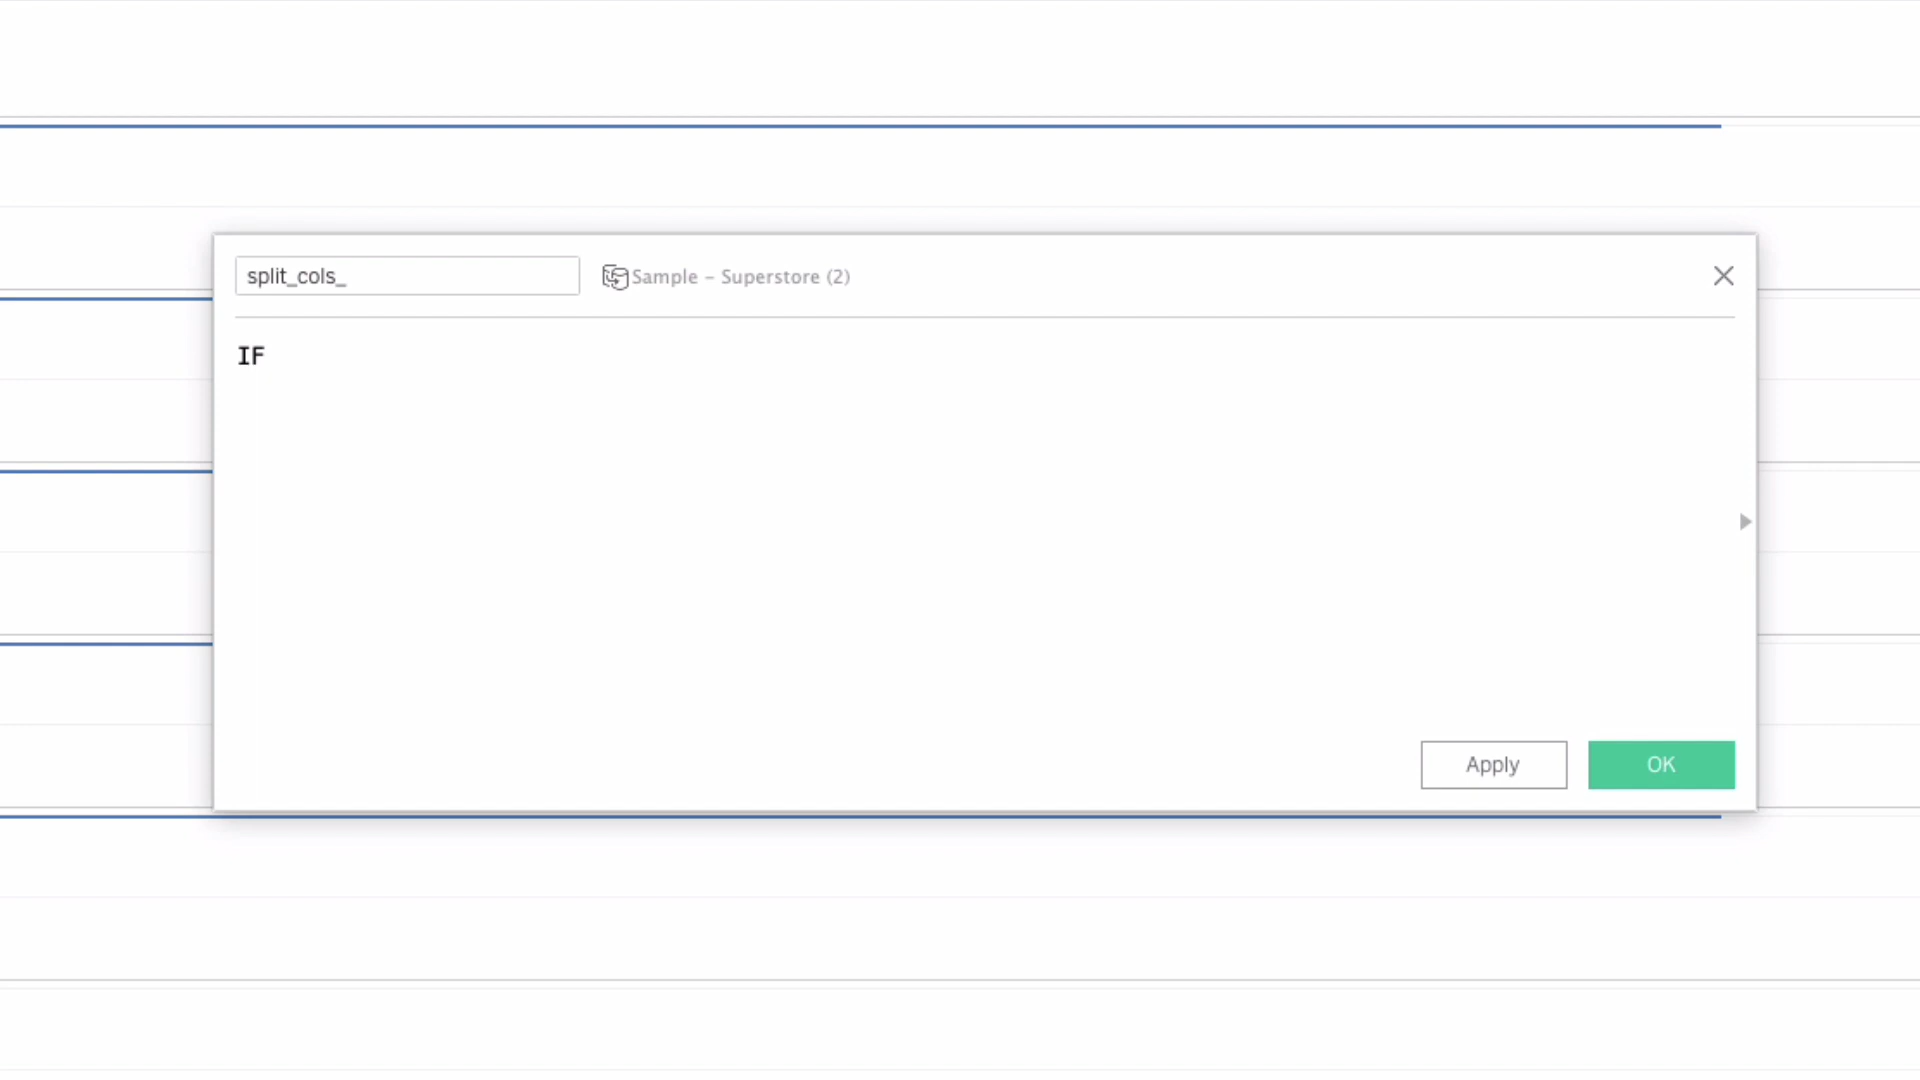 split_cols_
Sample – Superstore (2)
IF
Apply
OK